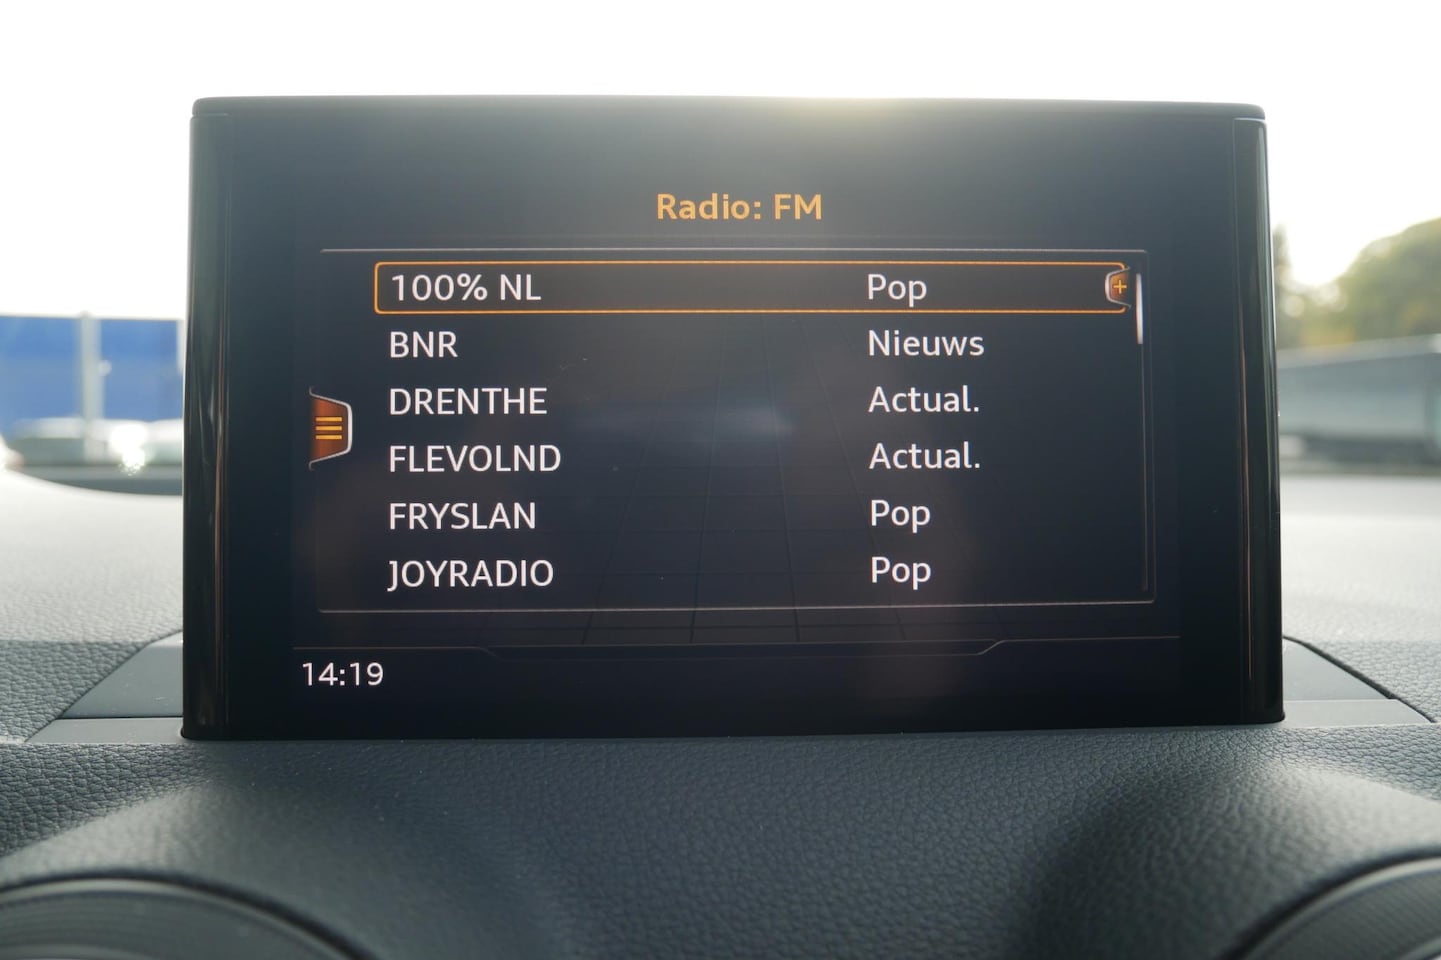 Radio: FM
100% NL Pop
BNR Nieuws
DRENTHE Actual.
FLEVOLND Actual.
FRYSLAN Pop
JOYRADIO Pop
14:19